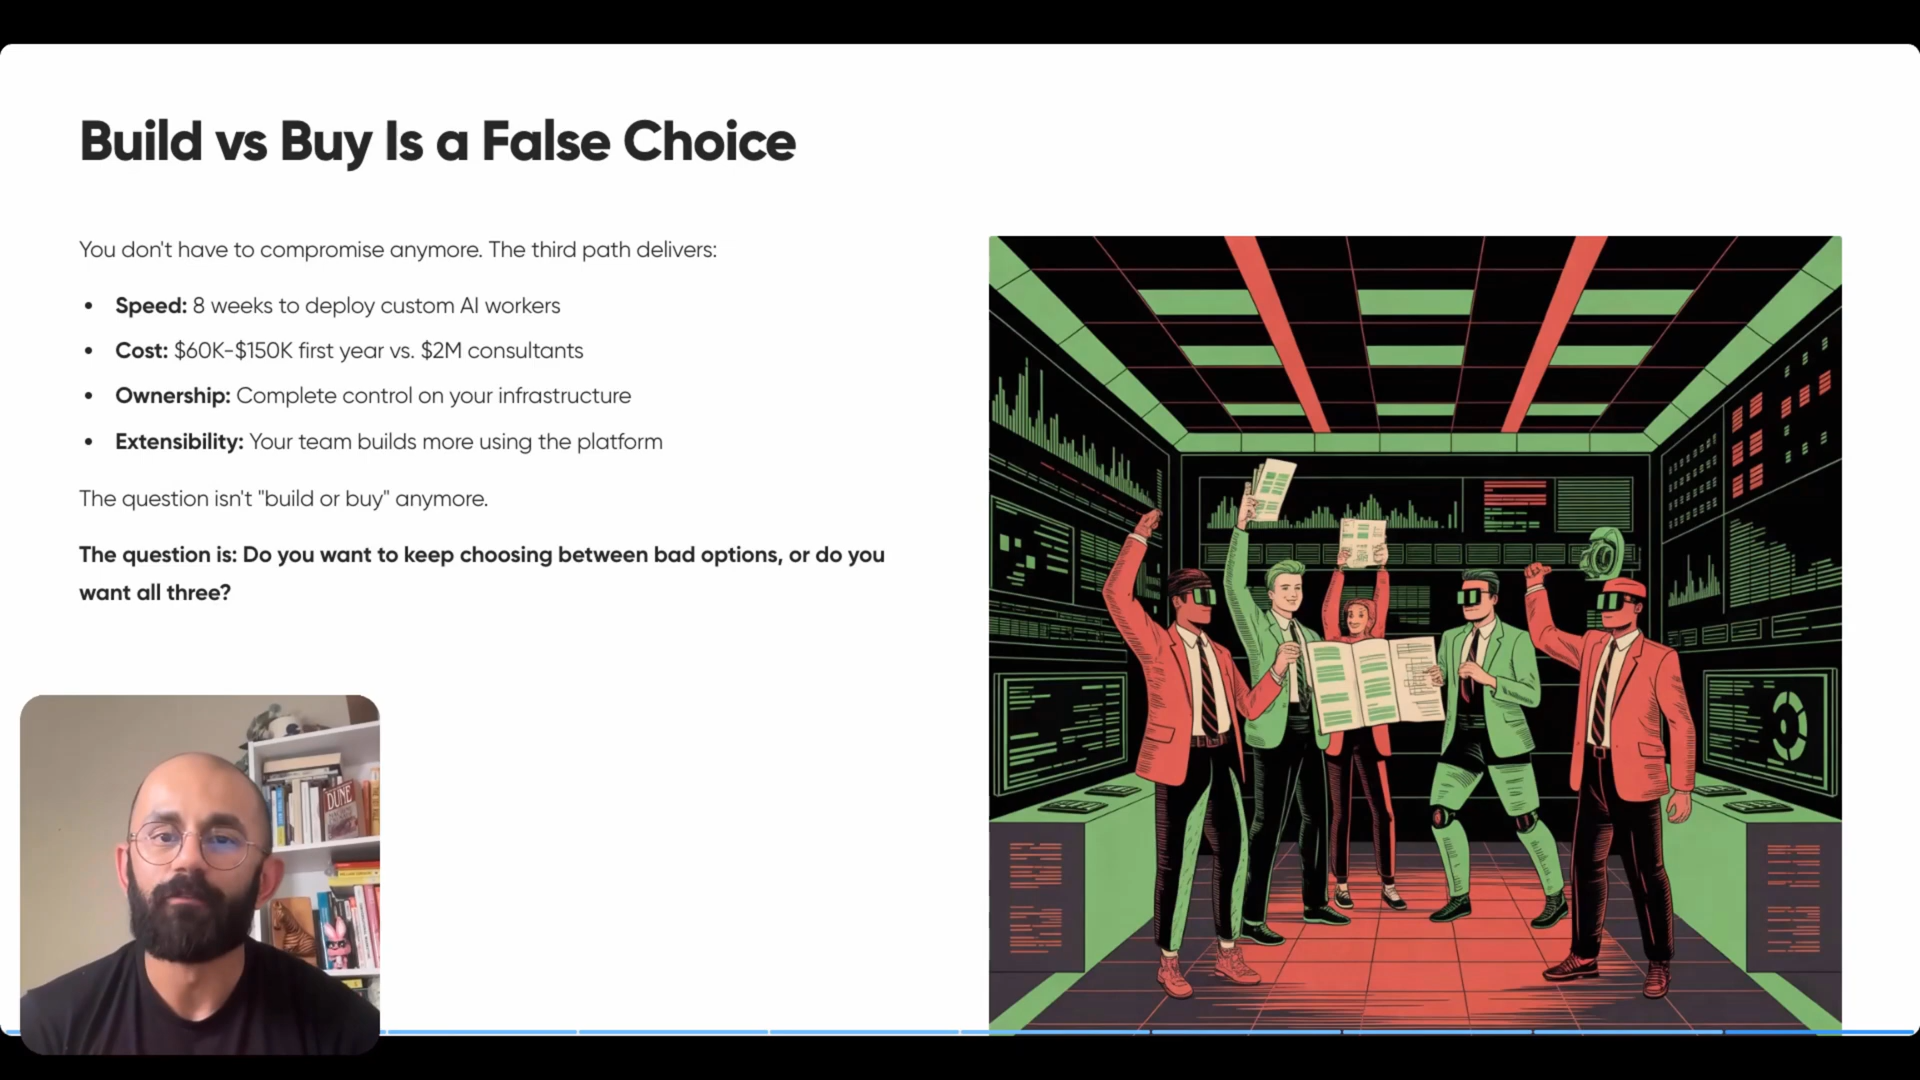 Build vs Buy Is a False Choice
You don't have to compromise anymore. The third path delivers:
• Speed: 8 weeks to deploy custom AI workers
• Cost: $60K-$150K first year vs. $2M consultants
• Ownership: Complete control on your infrastructure
• Extensibility: Your team builds more using the platform
The question isn't "build or buy" anymore.
The question is: Do you want to keep choosing between bad options, or do you
want all three?
DUNE